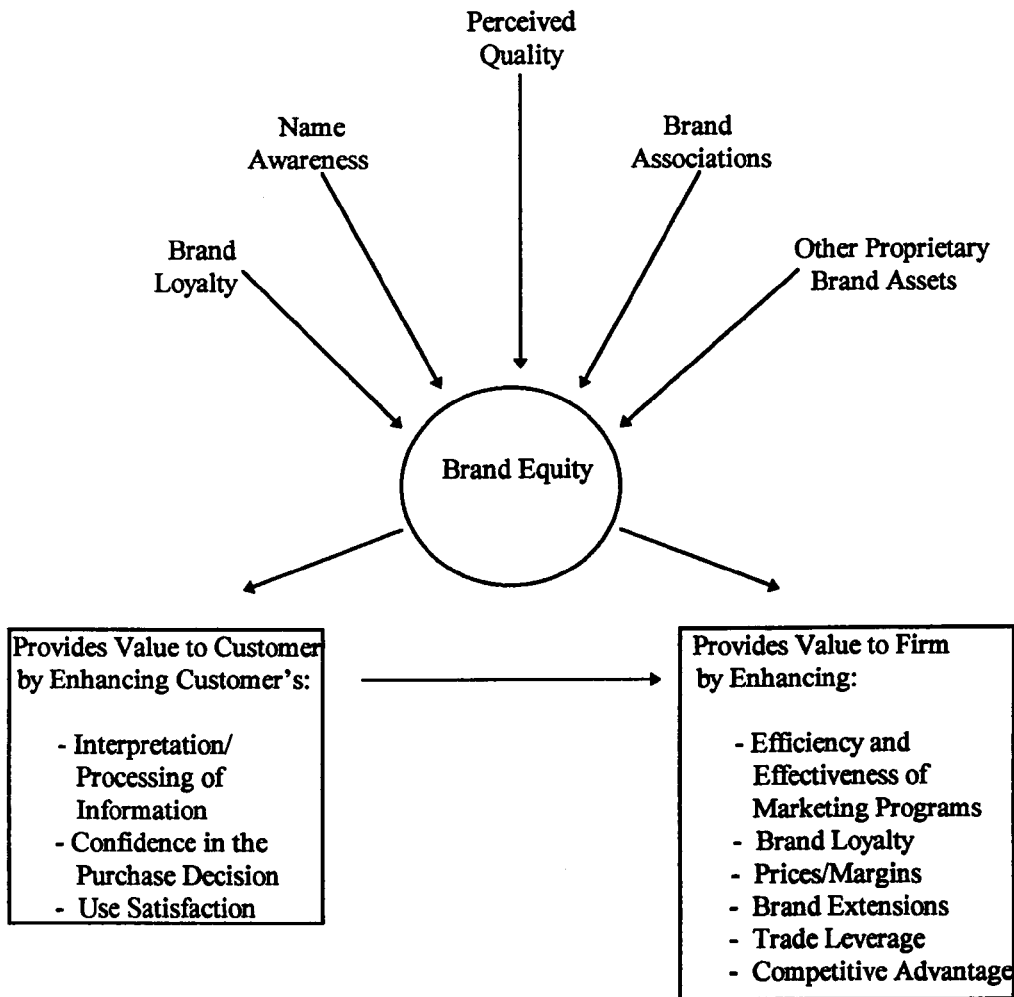 Perceived
Quality
Name
Awareness
Brand
Associations
Brand
Loyalty
Other Proprietary
Brand Assets
Brand Equity
Provides Value to Customer
by Enhancing Customer's:
- Interpretation/
Processing of
Information
- Confidence in the
Purchase Decision
- Use Satisfaction
Provides Value to Firm
by Enhancing:
- Efficiency and
Effectiveness of
Marketing Programs
- Brand Loyalty
- Prices/Margins
- Brand Extensions
- Trade Leverage
- Competitive Advantage